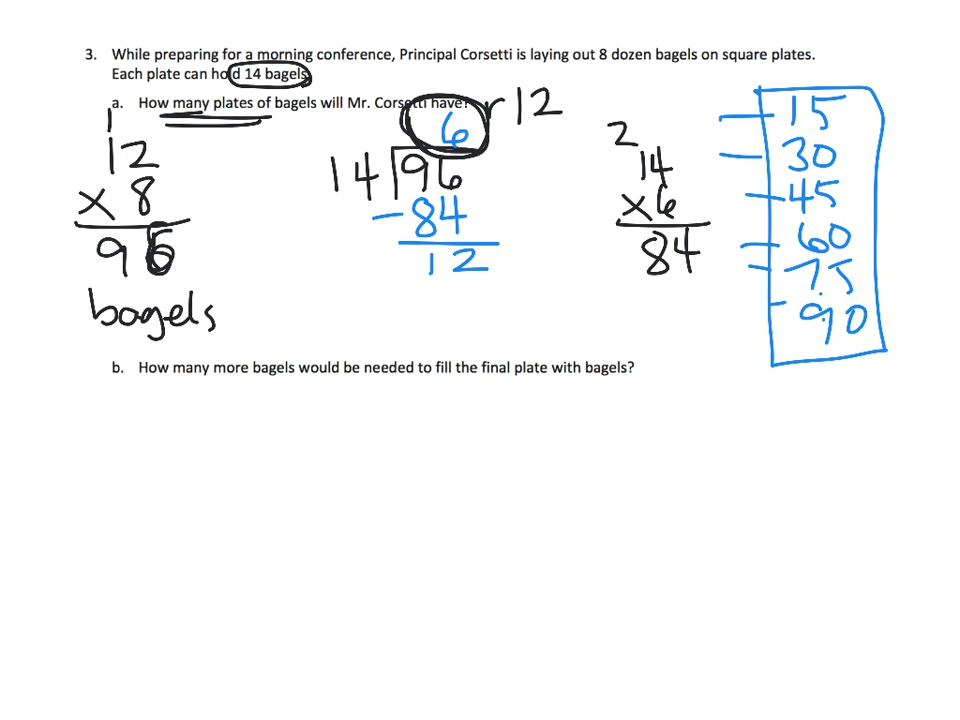 3. While preparing for a morning conference, Principal Corsetti is laying out 8 dozen bagels on square plates.
Each plate can hold 14 bagels.
a. How many plates of bagels will Mr. Corsetti have?
1
12
x 8
96
bagels
6 r 12
14 96
- 84
12
2
14
x 6
84
15
30
45
60
75
90
b. How many more bagels would be needed to fill the final plate with bagels?